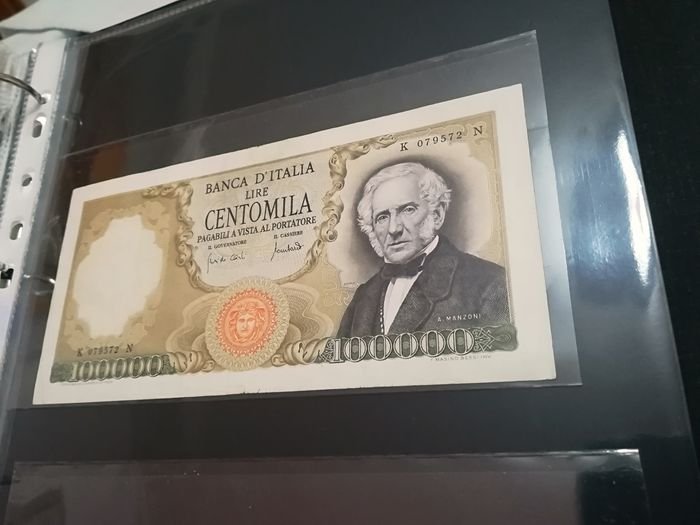 K 079572 N
BANCA D'ITALIA
LIRE
CENTOMILA
PAGABILI A VISTA AL PORTATORE
IL GOVERNATORE IL CASSIERE
A. MANZONI
K 079572 N
100000 100000